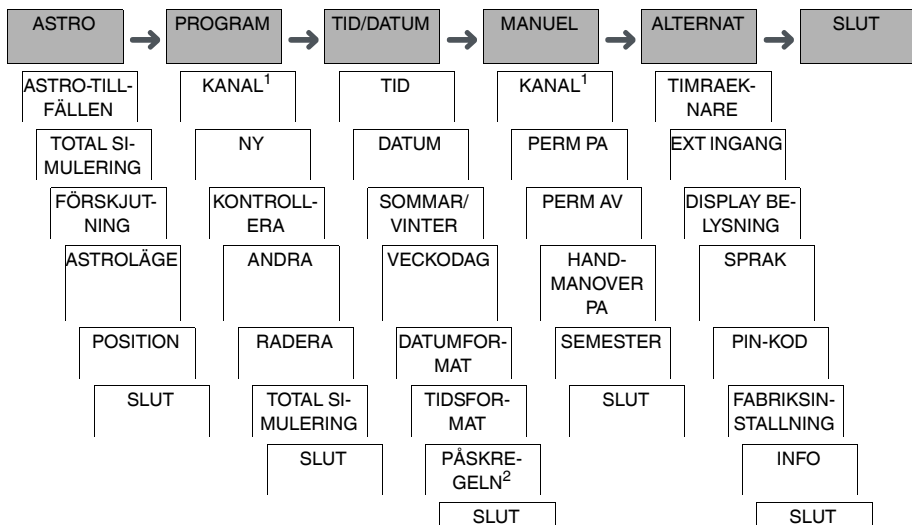 ASTRO PROGRAM TID/DATUM MANUEL ALTERNAT SLUT
ASTRO-TILL-
FÄLLEN
TOTAL SI-
MULERING
FÖRSKJUT-
NING
ASTROLÄGE
POSITION
SLUT
KANAL1
NY
KONTROLL-
ERA
ANDRA
RADERA
TOTAL SI-
MULERING
SLUT
TID
DATUM
SOMMAR/
VINTER
VECKODAG
DATUMFOR-
MAT
TIDSFOR-
MAT
PÅSKRE-
GELN2
SLUT
KANAL1
PERM PA
PERM AV
HAND-
MANOVER
PA
SEMESTER
SLUT
TIMRAEK-
NARE
EXT INGANG
DISPLAY BE-
LYSNING
SPRAK
PIN-KOD
FABRIKSIN-
STALLNING
INFO
SLUT